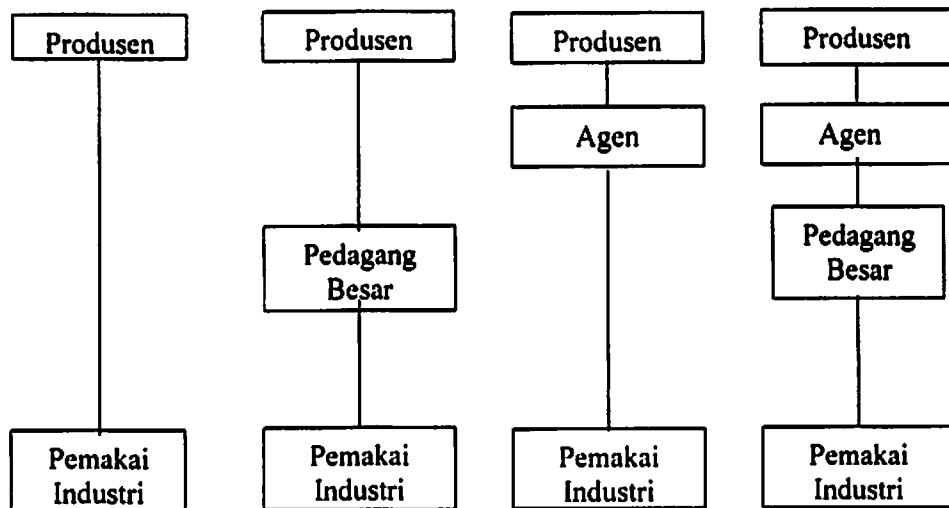 Produsen
Pemakai
Industri
Produsen
Pedagang
Besar
Pemakai
Industri
Produsen
Agen
Pemakai
Industri
Produsen
Agen
Pedagang
Besar
Pemakai
Industri